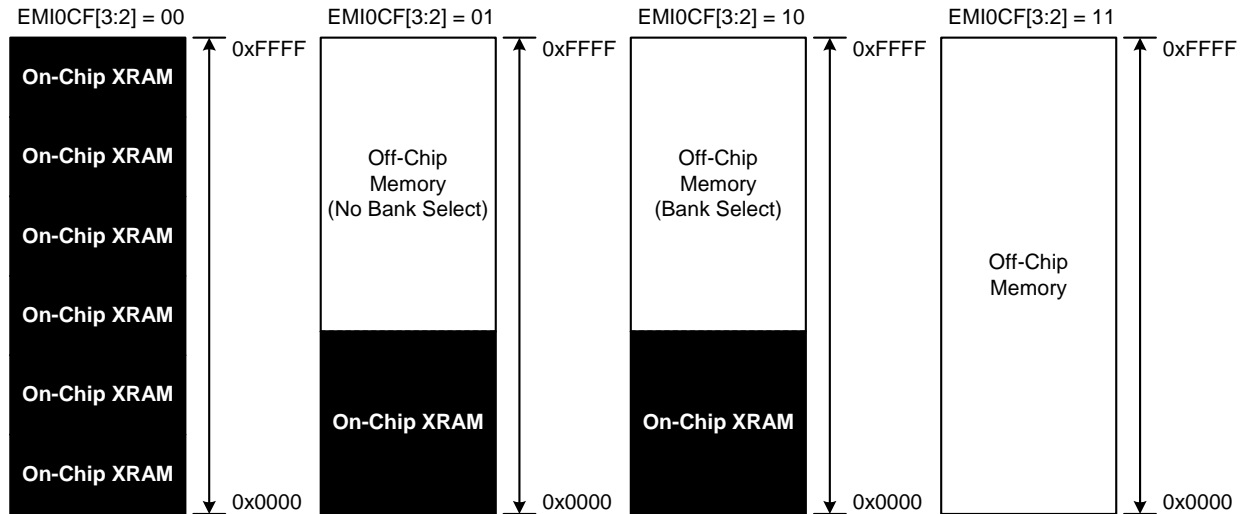 EMI0CF[3:2] = 00
EMI0CF[3:2] = 01
EMI0CF[3:2] = 10
EMI0CF[3:2] = 11
On-Chip XRAM
On-Chip XRAM
On-Chip XRAM
On-Chip XRAM
On-Chip XRAM
On-Chip XRAM
0xFFFF
0x0000
Off-Chip
Memory
(No Bank Select)
On-Chip XRAM
0xFFFF
0x0000
Off-Chip
Memory
(Bank Select)
On-Chip XRAM
0xFFFF
0x0000
Off-Chip
Memory
0xFFFF
0x0000